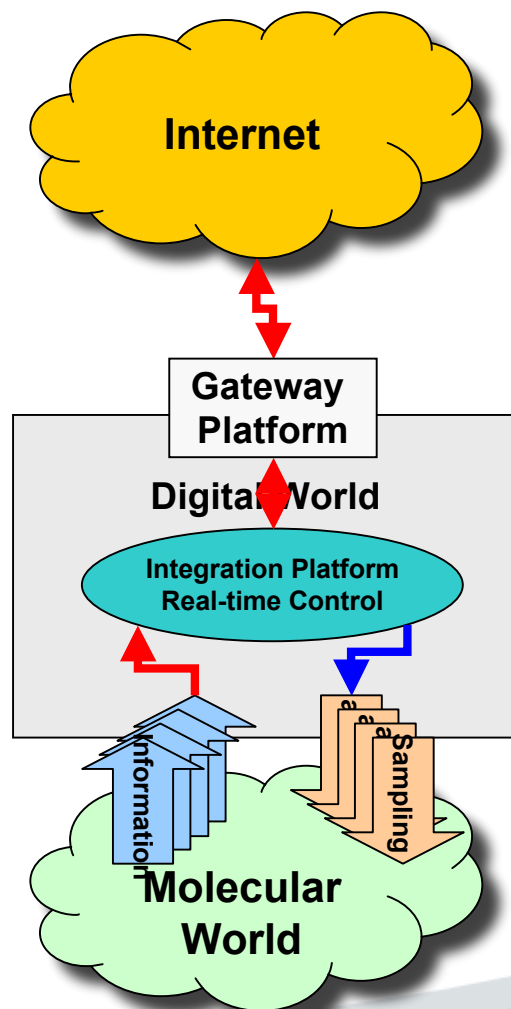 Internet
Gateway
Platform
Digital World
Integration Platform
Real-time Control
Information
a
a
a
Sampling
Molecular
World